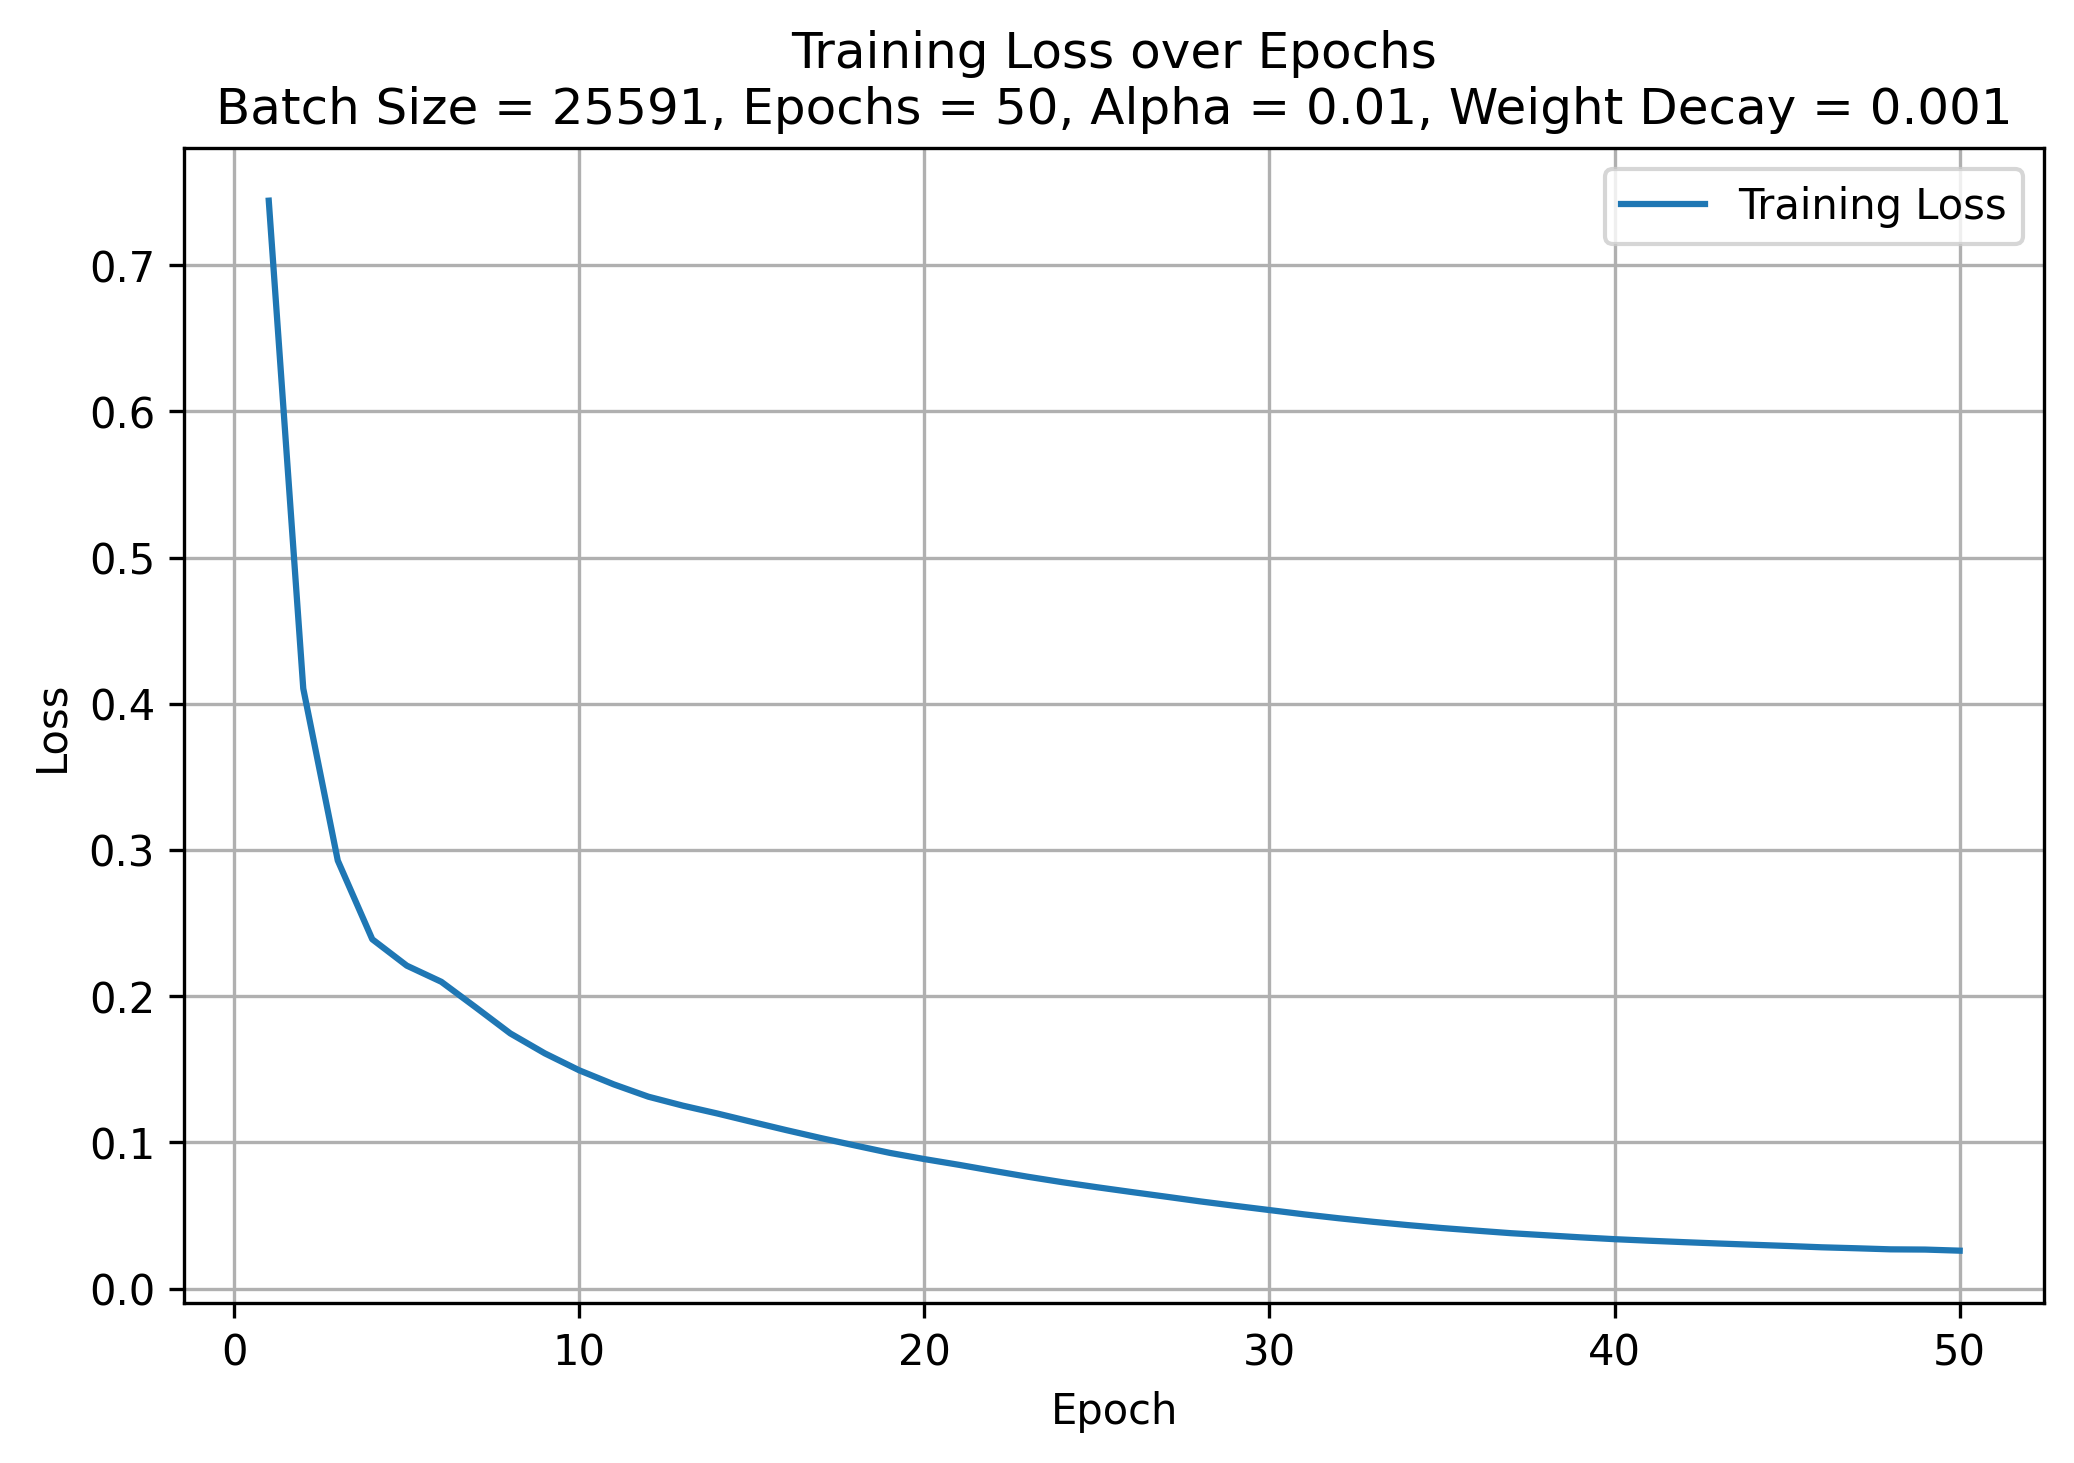 Training Loss over Epochs
Batch Size = 25591, Epochs = 50, Alpha = 0.01, Weight Decay = 0.001
Training Loss
0.7
0.6
0.5
0.4
0.3
0.2
0.1
0.0
Loss
0 10 20 30 40 50
Epoch